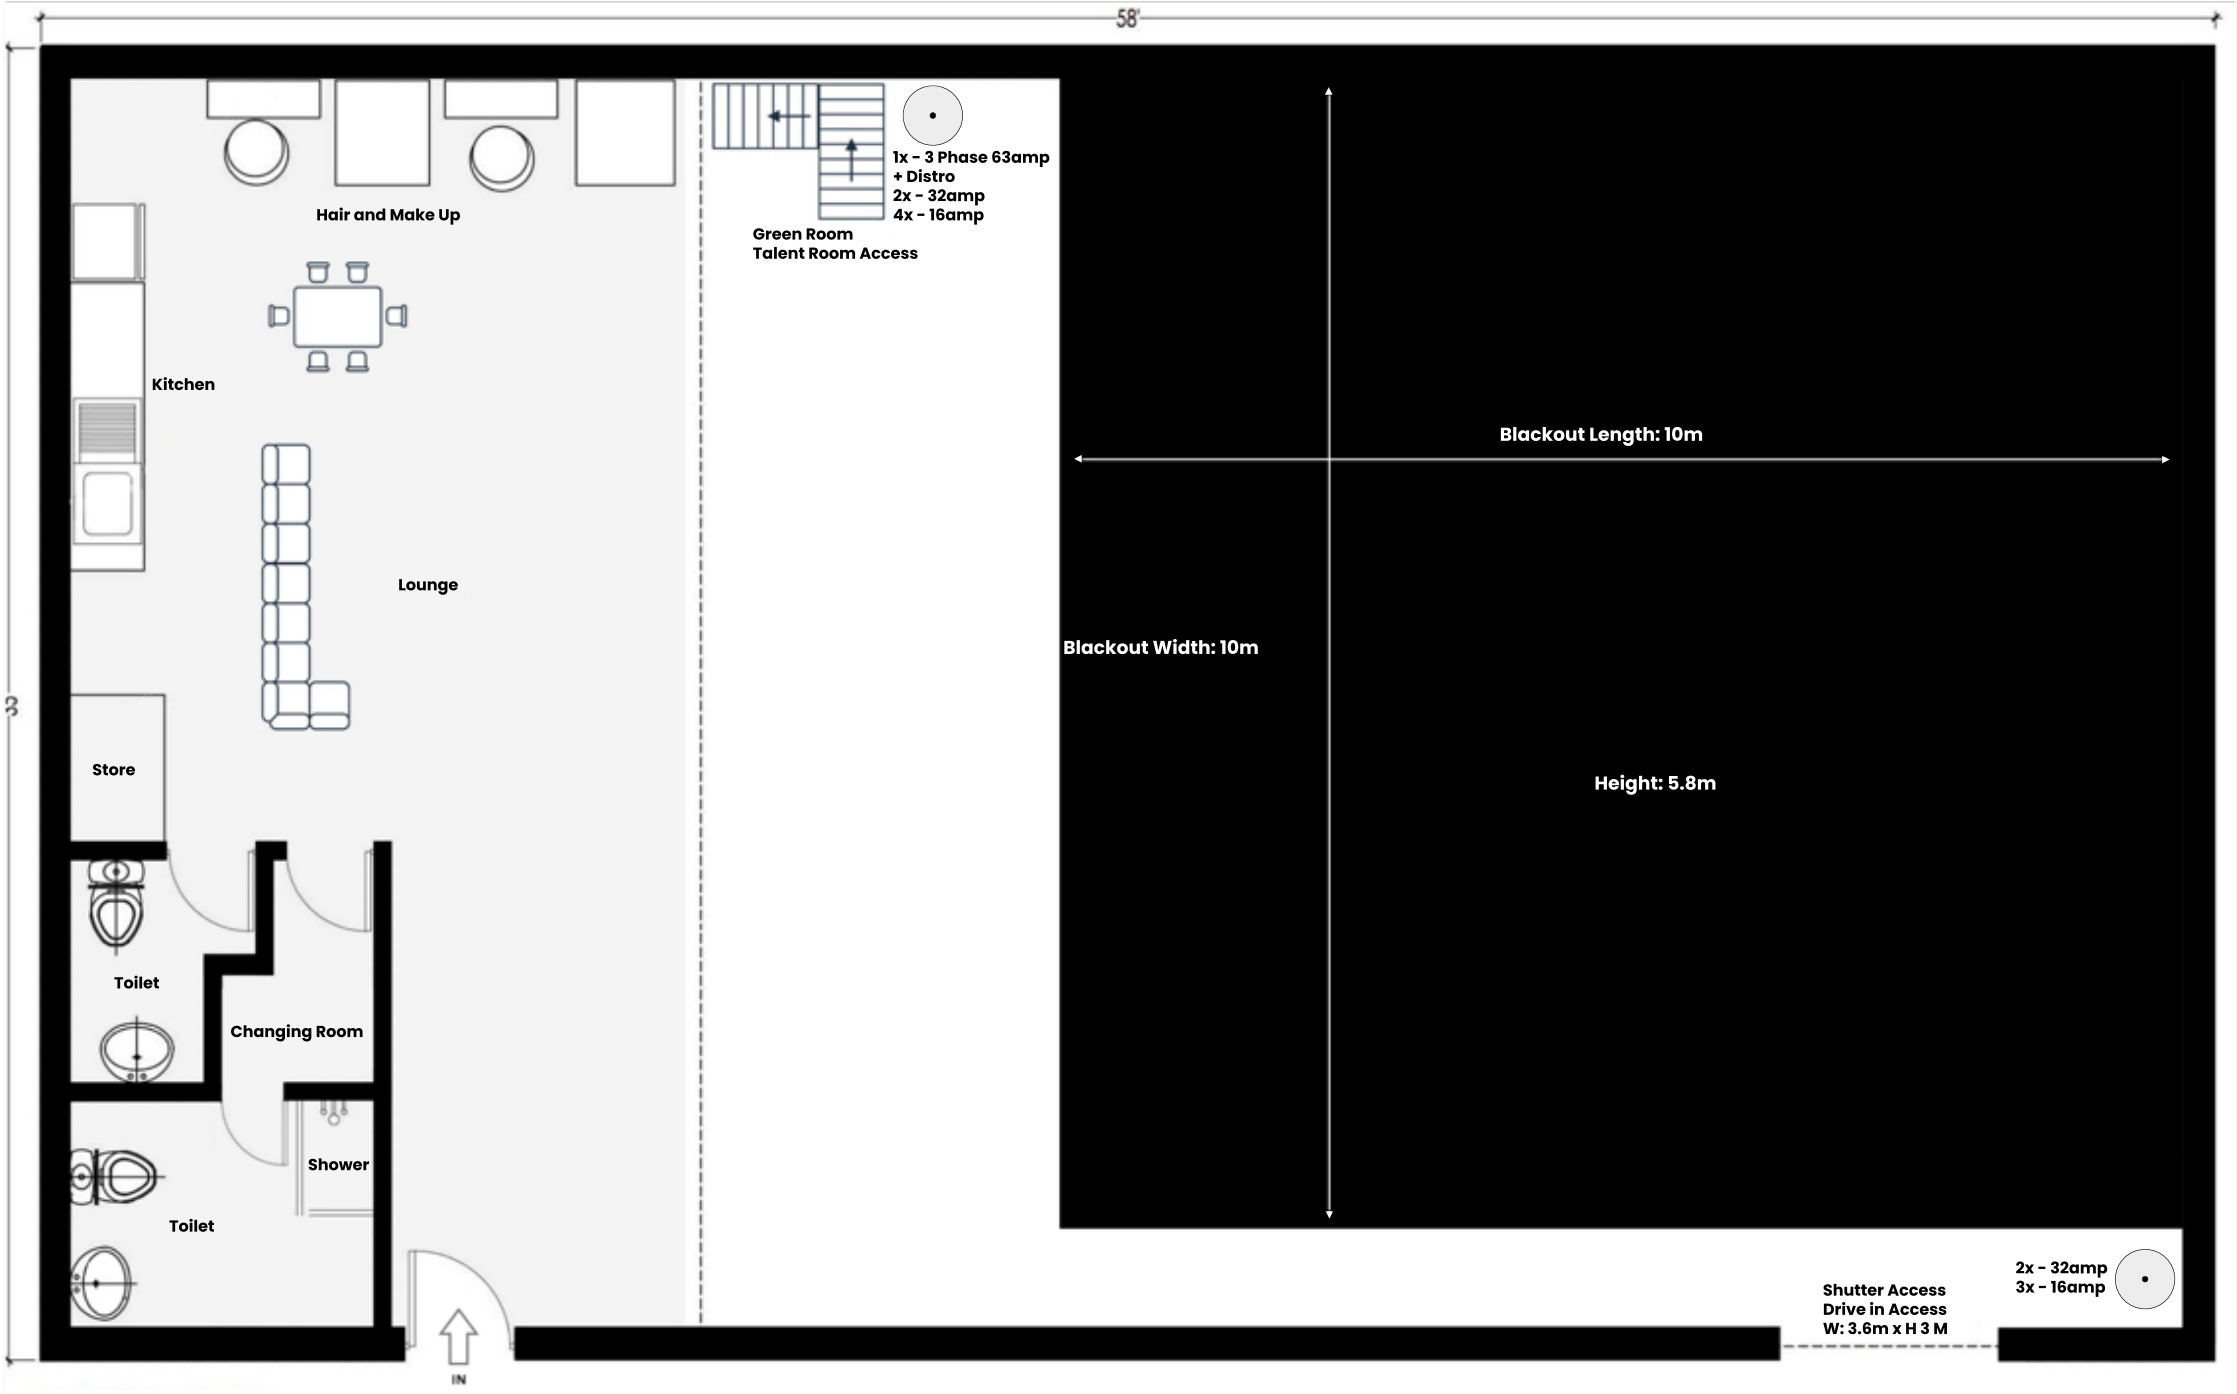 58'
1x - 3 Phase 63amp
+ Distro
2x - 32amp
4x - 16amp
Hair and Make Up
Green Room
Talent Room Access
Kitchen
Blackout Length: 10m
Lounge
Blackout Width: 10m
Store
Height: 5.8m
Toilet
Changing Room
Shower
Toilet
2x - 32amp
3x - 16amp
Shutter Access
Drive in Access
W: 3.6m x H 3 M
IN